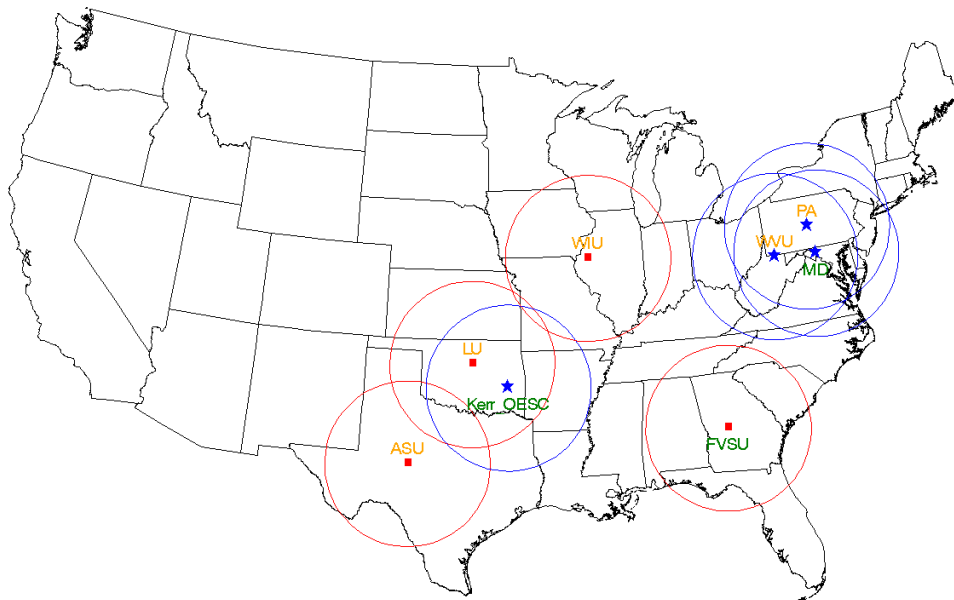 PA
WIU
WVU
MD
LU
Kerr OESC
ASU
FVSU